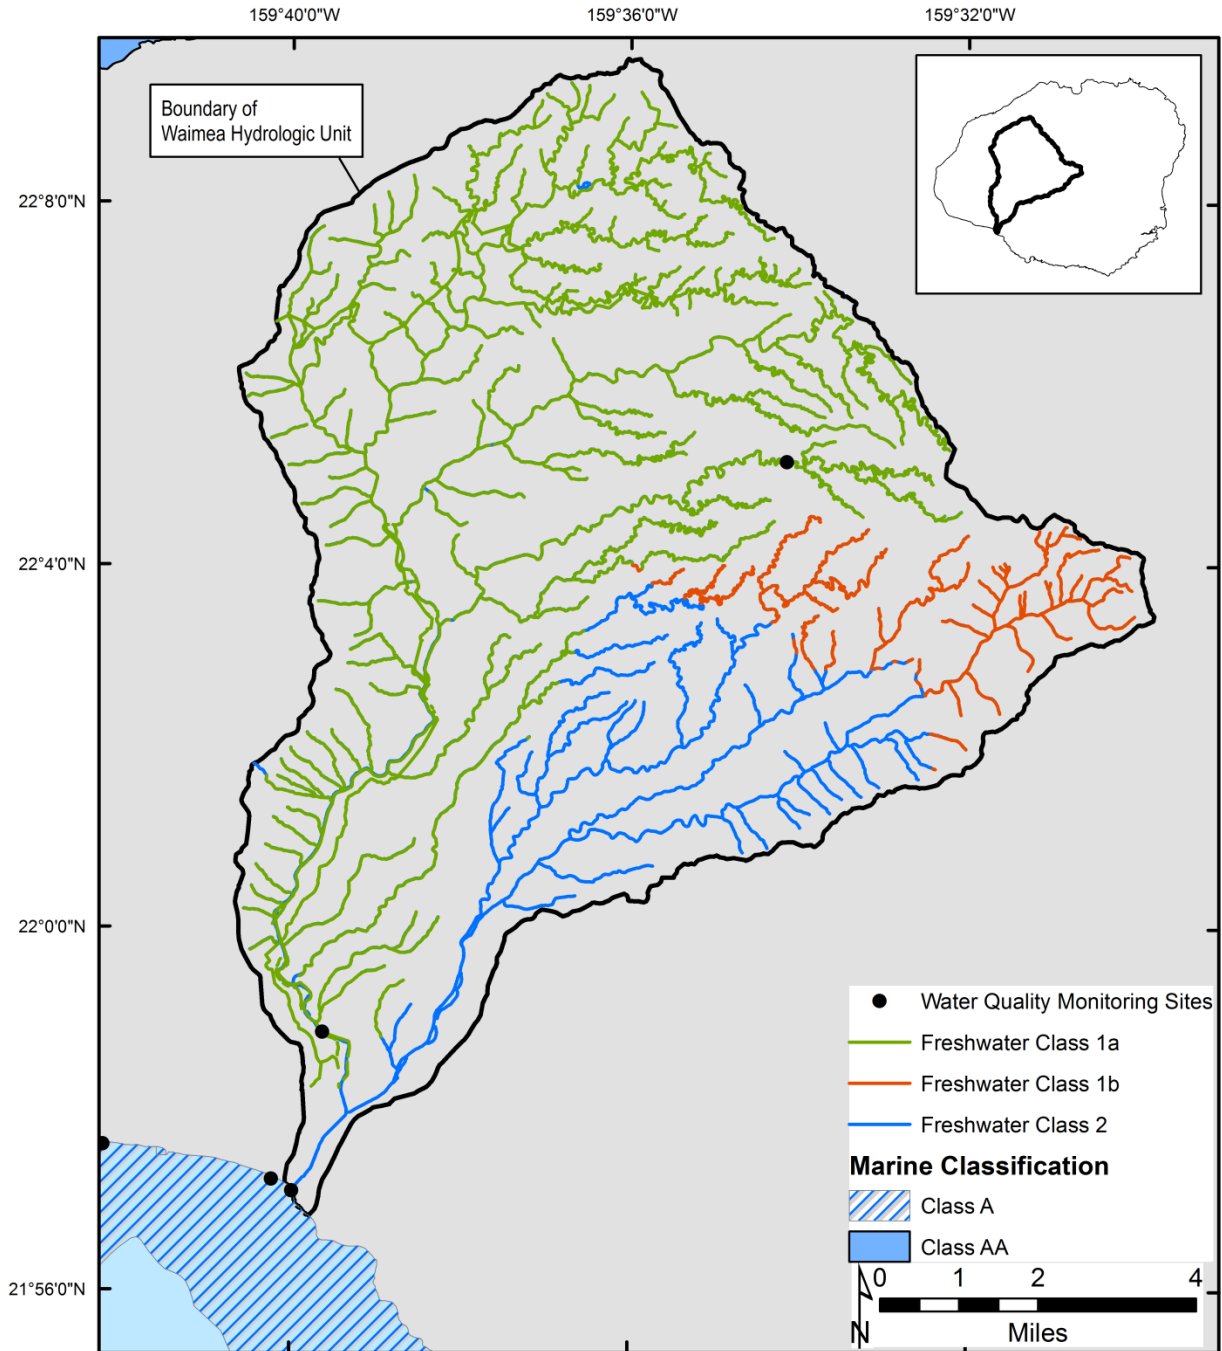 159°40'0"W
159°36'0"W
159°32'0"W
Boundary of
Waimea Hydrologic Unit
22°8'0"N
22°4'0"N
22°0'0"N
21°56'0"N
Water Quality Monitoring Sites
Freshwater Class 1a
Freshwater Class 1b
Freshwater Class 2
Marine Classification
Class A
Class AA
0 1 2 4
N Miles